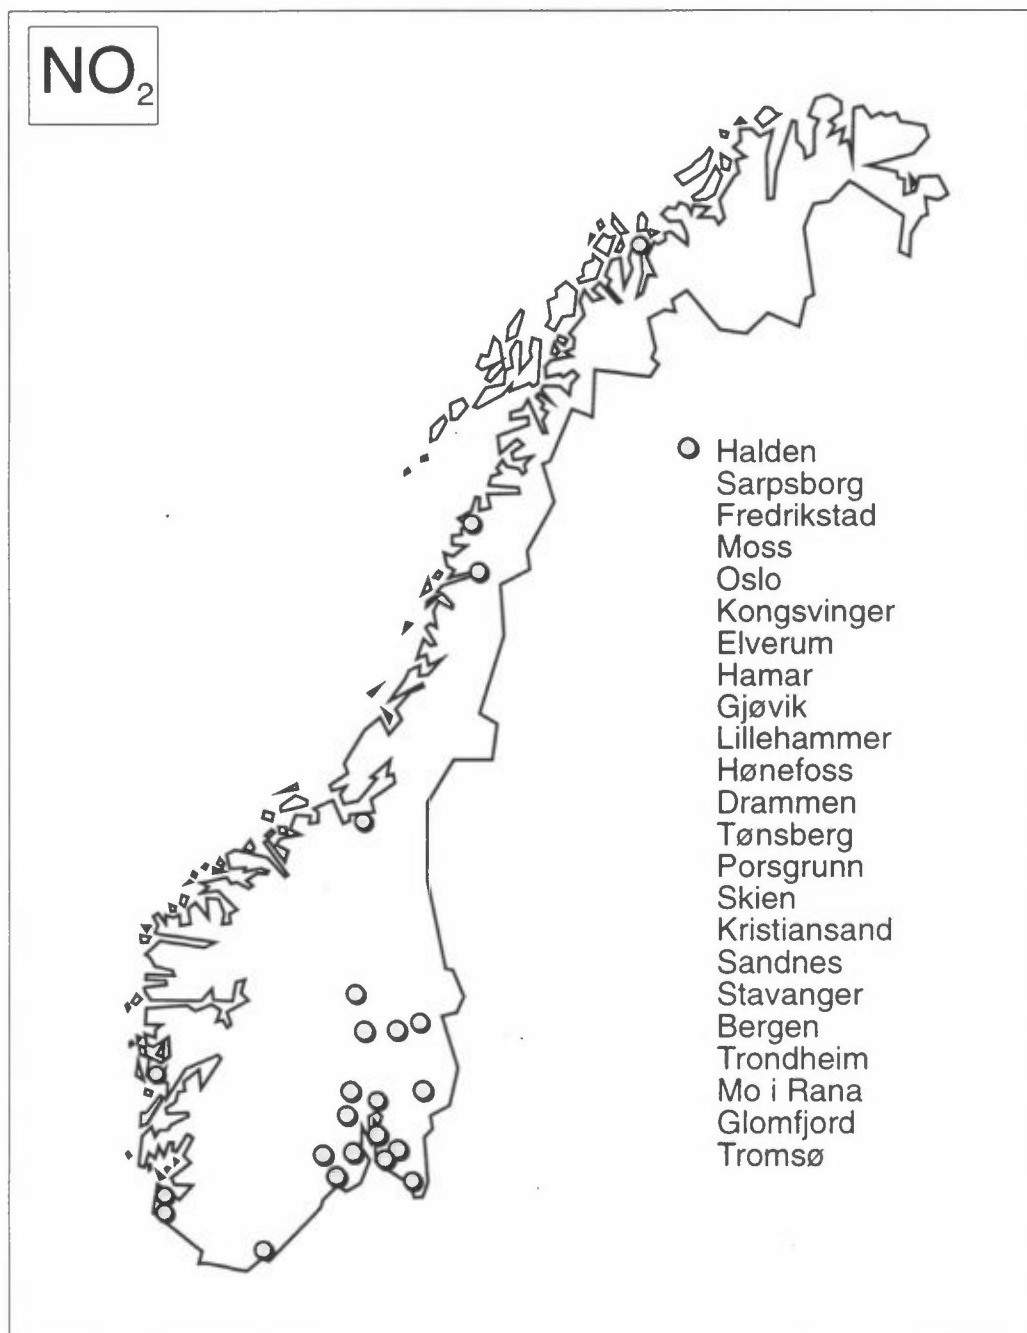 NO₂
Halden
Sarpsborg
Fredrikstad
Moss
Oslo
Kongsvinger
Elverum
Hamar
Gjøvik
Lillehammer
Hønefoss
Drammen
Tønsberg
Porsgrunn
Skien
Kristiansand
Sandnes
Stavanger
Bergen
Trondheim
Mo i Rana
Glomfjord
Tromsø